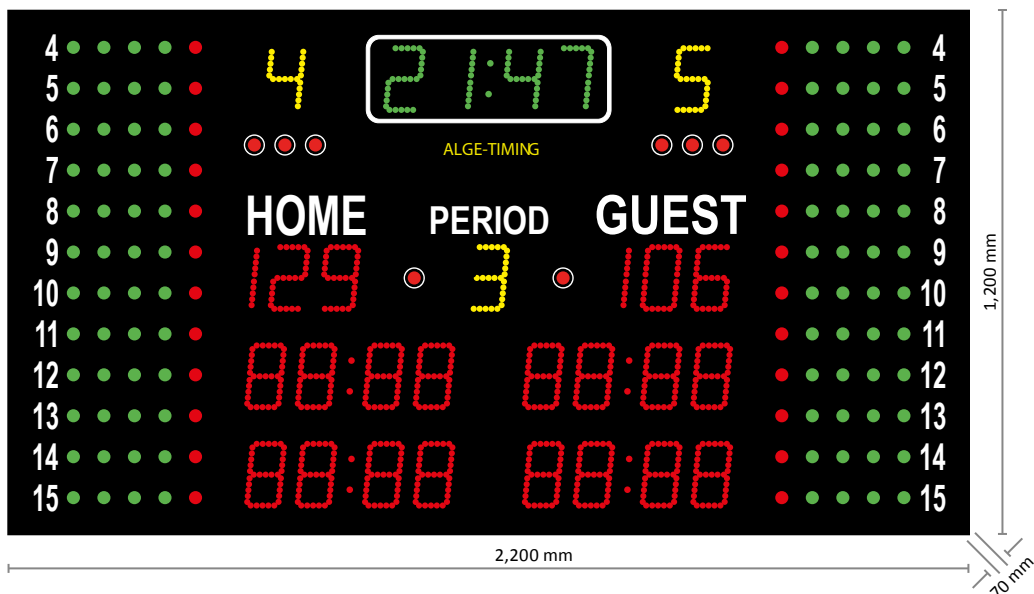 4 4 21:47 5 4
5 5
6 6
ALGE-TIMING
7 7
8 HOME PERIOD GUEST 8
9 129 3 106 9
10 10
11 11
12 88:88 88:88 12
13 13
14 88:88 88:88 14
15 15
1,200 mm
2,200 mm
70 mm